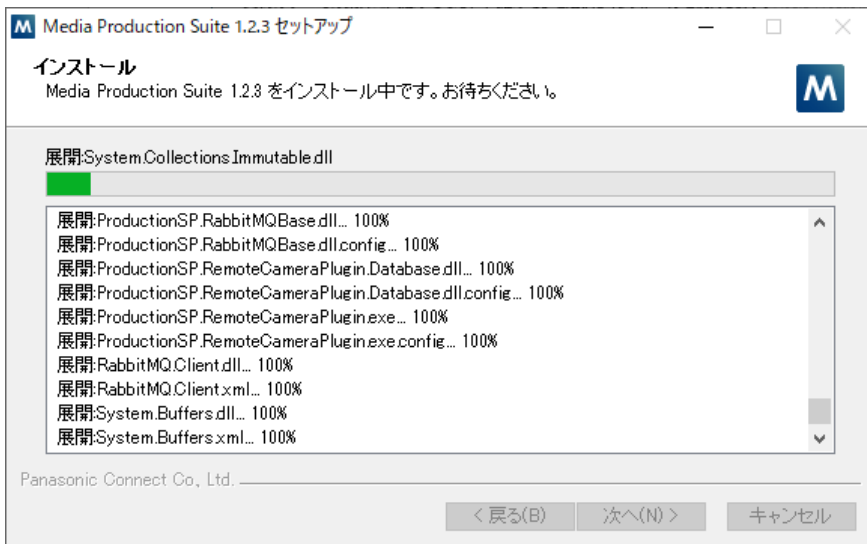 Media Production Suite 1.2.3 セットアップ
インストール
Media Production Suite 1.2.3 をインストール中です。お待ちください。
M
展開:System.Collections.Immutable.dll
展開:ProductionSP.RabbitMQBase.dll... 100%
展開:ProductionSP.RabbitMQBase.dll.config... 100%
展開:ProductionSP.RemoteCameraPlugin.Database.dll... 100%
展開:ProductionSP.RemoteCameraPlugin.Database.dll.config... 100%
展開:ProductionSP.RemoteCameraPlugin.exe... 100%
展開:ProductionSP.RemoteCameraPlugin.exe.config... 100%
展開:RabbitMQ.Client.dll... 100%
展開:RabbitMQ.Client.xml... 100%
展開:System.Buffers.dll... 100%
展開:System.Buffers.xml... 100%
Panasonic Connect Co., Ltd.
< 戻る(B) 次へ(N) > キャンセル